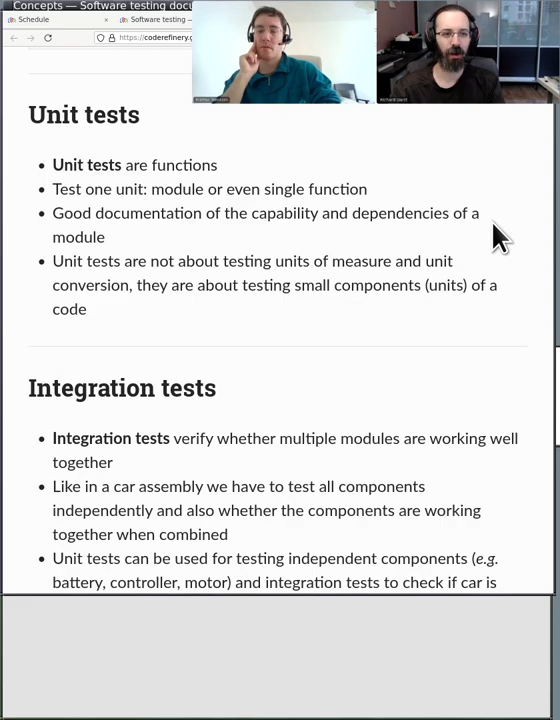 Concepts — Software testing docu
Schedule
Software testing —
https://coderefinery.g
Unit tests
Unit tests are functions
Test one unit: module or even single function
Good documentation of the capability and dependencies of a
module
Unit tests are not about testing units of measure and unit
conversion, they are about testing small components (units) of a
code
Integration tests
Integration tests verify whether multiple modules are working well
together
Like in a car assembly we have to test all components
independently and also whether the components are working
together when combined
Unit tests can be used for testing independent components (e.g.
battery, controller, motor) and integration tests to check if car is